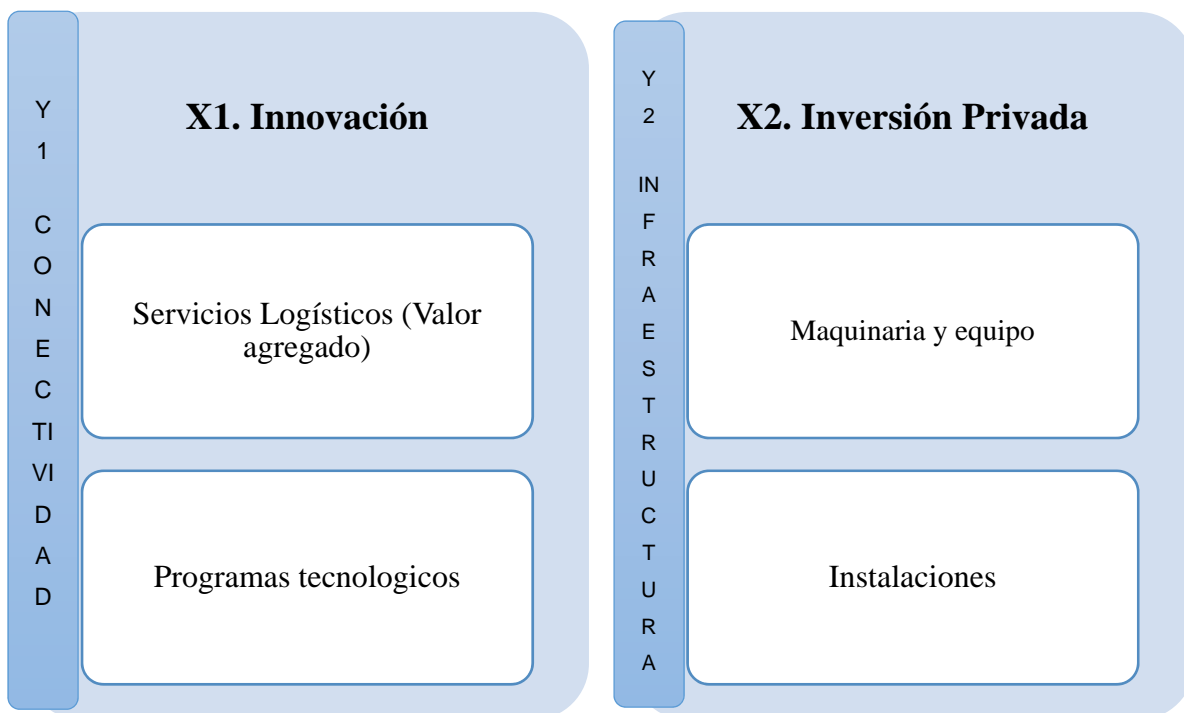 Y
1
C
O
N
E
C
TI
VI
D
A
D
X1. Innovación
Servicios Logísticos (Valor
agregado)
Programas tecnologicos
Y
2
IN
F
R
A
E
S
T
R
U
C
T
U
R
A
X2. Inversión Privada
Maquinaria y equipo
Instalaciones